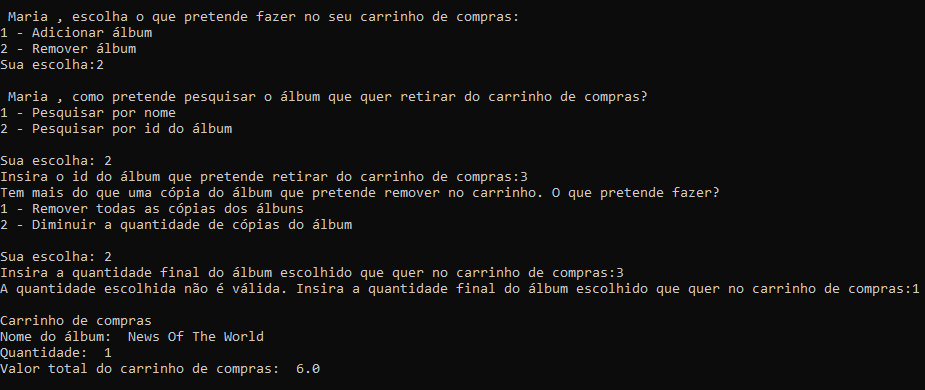 Maria , escolha o que pretende fazer no seu carrinho de compras:
1 - Adicionar álbum
2 - Remover álbum
Sua escolha:2
Maria , como pretende pesquisar o álbum que quer retirar do carrinho de compras?
1 - Pesquisar por nome
2 - Pesquisar por id do álbum
Sua escolha: 2
Insira o id do álbum que pretende retirar do carrinho de compras:3
Tem mais do que uma cópia do álbum que pretende remover no carrinho. O que pretende fazer?
1 - Remover todas as cópias dos álbuns
2 - Diminuir a quantidade de cópias do álbum
Sua escolha: 2
Insira a quantidade final do álbum escolhido que quer no carrinho de compras:3
A quantidade escolhida não é válida. Insira a quantidade final do álbum escolhido que quer no carrinho de compras:1
Carrinho de compras
Nome do álbum:  News Of The World
Quantidade:  1
Valor total do carrinho de compras:  6.0